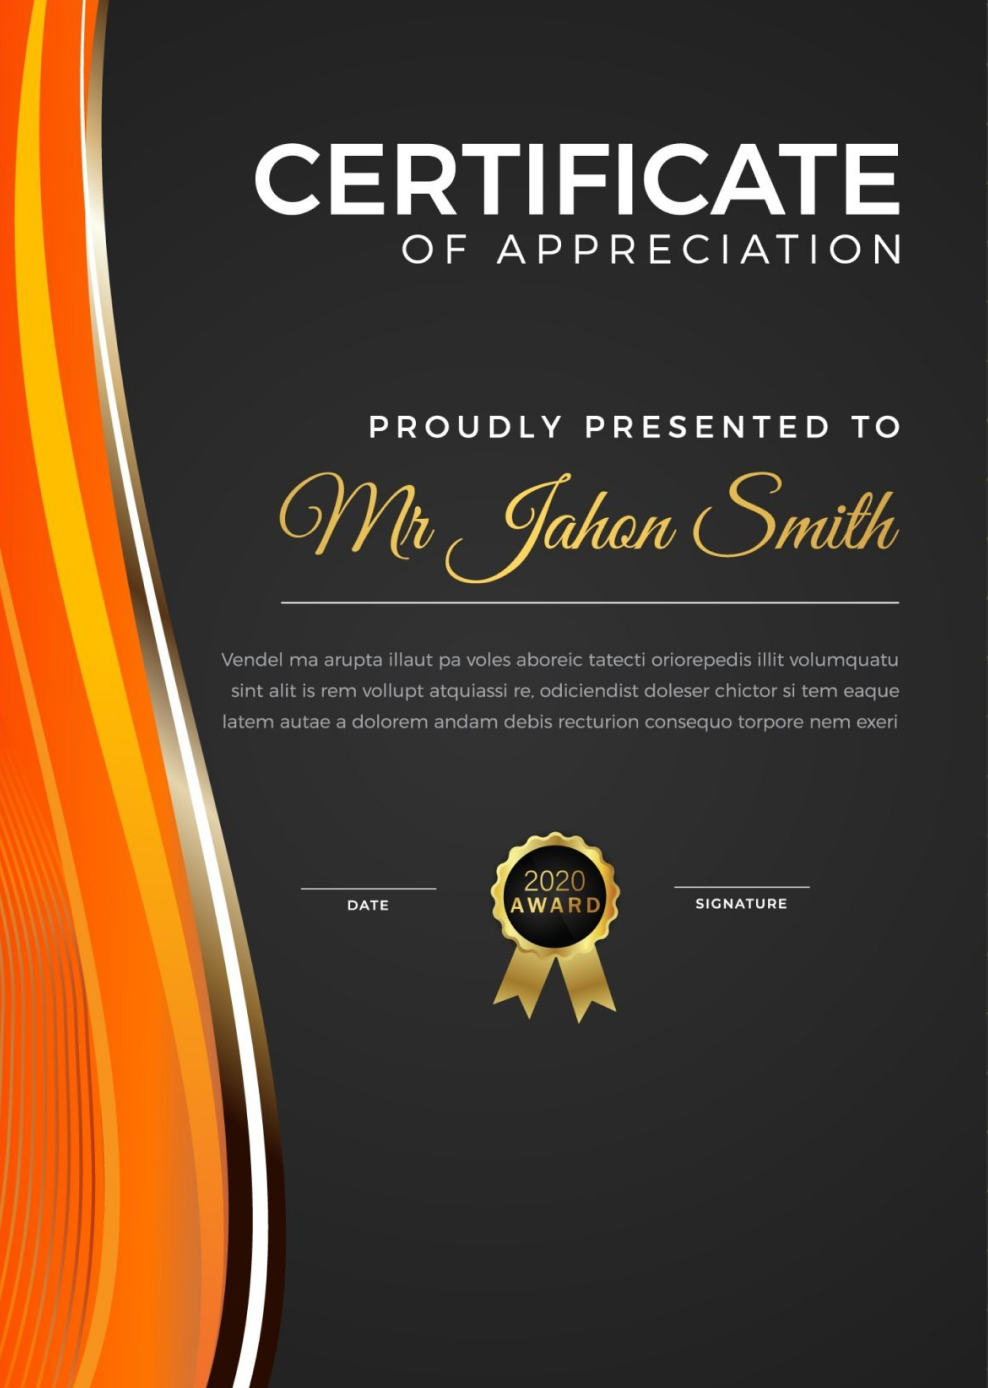 CERTIFICATE
OF APPRECIATION
PROUDLY PRESENTED TO
Mr Jahon Smith
Vendel ma arupta illaut pa voles aboreic tatecti oriorepedis illit volumquatu
sint alit is rem vollupt atquiassi re, odiciendist doleser chictor si tem eaque
latem autae a dolorem andam debis recturion consequo torpore nem exeri
DATE
2020
AWARD
SIGNATURE